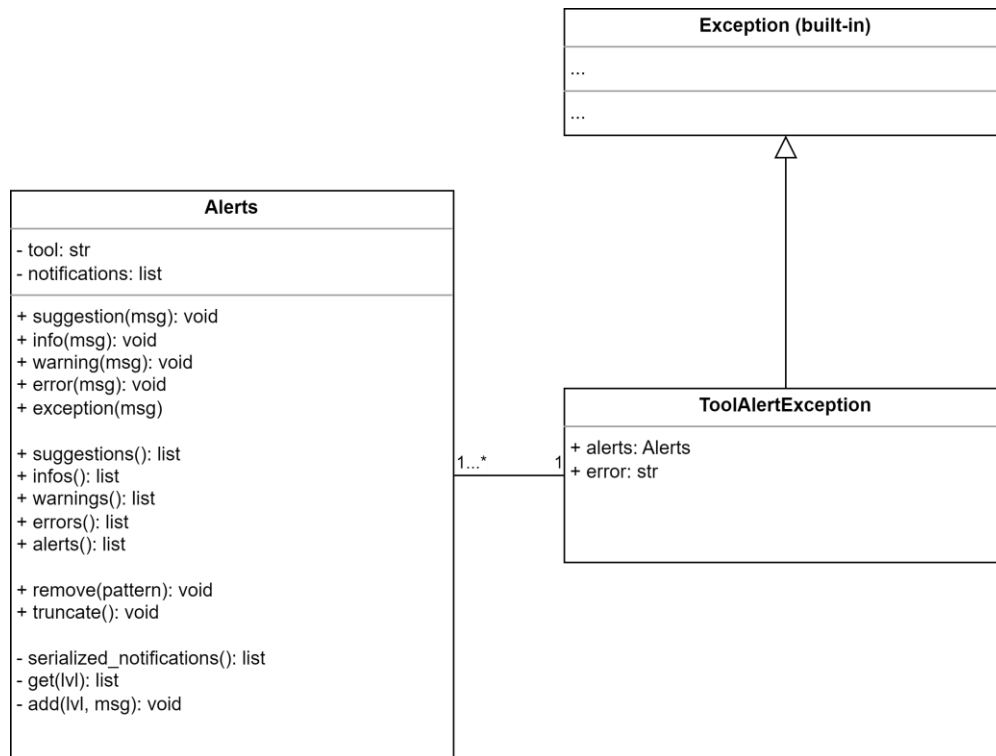 Exception (built-in)
...
...
Alerts
- tool: str
- notifications: list
+ suggestion(msg): void
+ info(msg): void
+ warning(msg): void
+ error(msg): void
+ exception(msg)
+ suggestions(): list
+ infos(): list
+ warnings(): list
+ errors(): list
+ alerts(): list
+ remove(pattern): void
+ truncate(): void
- serialized_notifications(): list
- get(lvl): list
- add(lvl, msg): void
1...*
1
ToolAlertException
+ alerts: Alerts
+ error: str